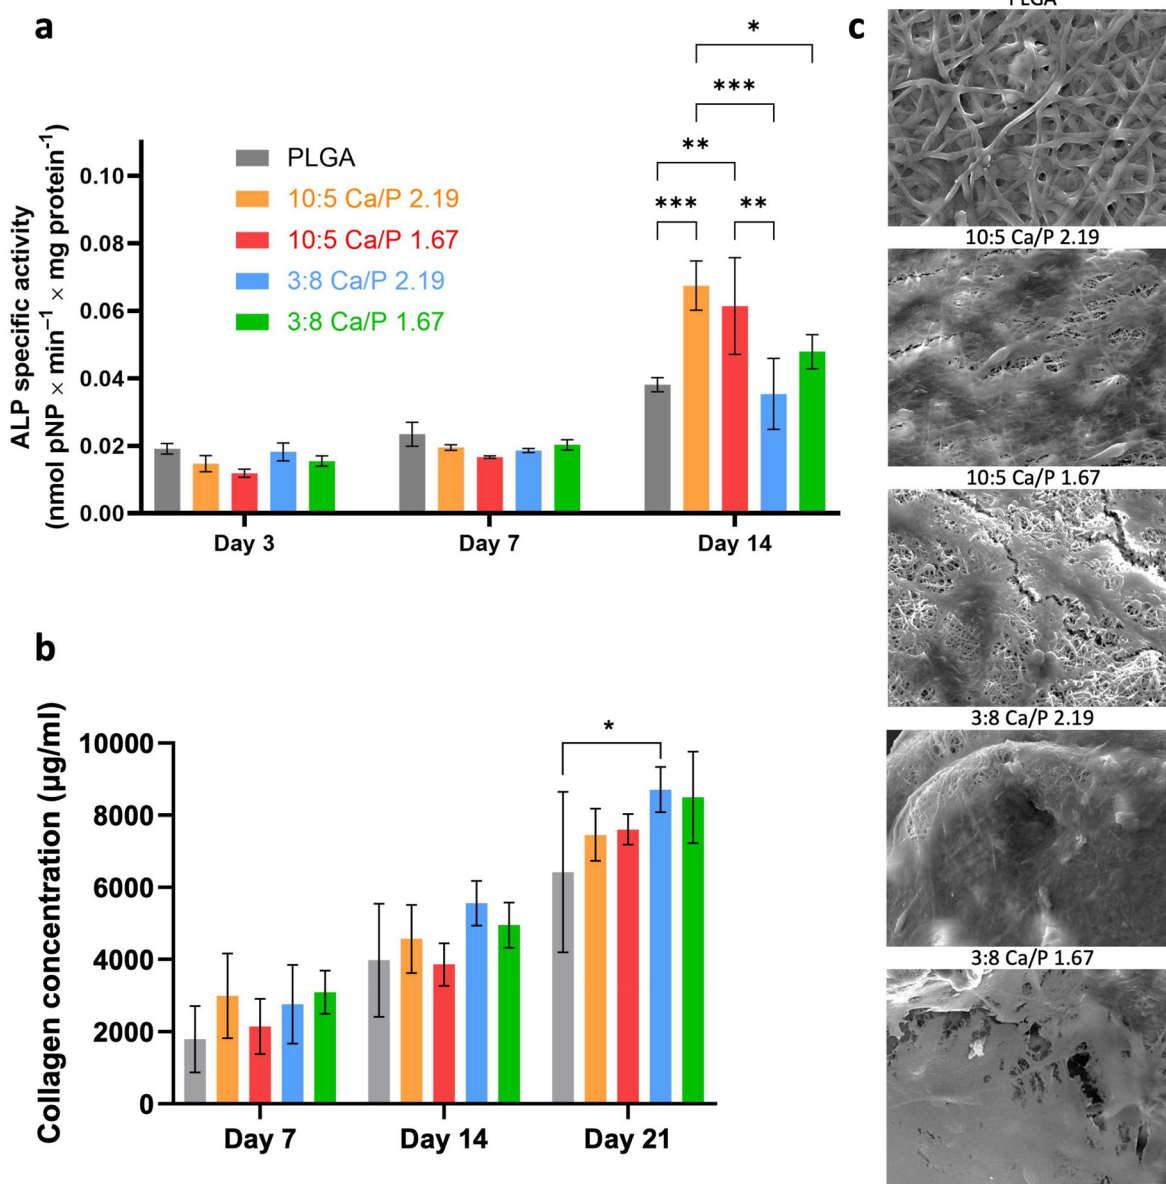 a
ALP specific activity
(nmol pNP × min⁻¹ × mg protein⁻¹)
0.10
0.08
0.06
0.04
0.02
0.00
PLGA
10:5 Ca/P 2.19
10:5 Ca/P 1.67
3:8 Ca/P 2.19
3:8 Ca/P 1.67
*
***
**
*** **
Day 3 Day 7 Day 14
b
Collagen concentration (µg/ml)
10000
8000
6000
4000
2000
0
*
Day 7 Day 14 Day 21
c
PLGA
10:5 Ca/P 2.19
10:5 Ca/P 1.67
3:8 Ca/P 2.19
3:8 Ca/P 1.67